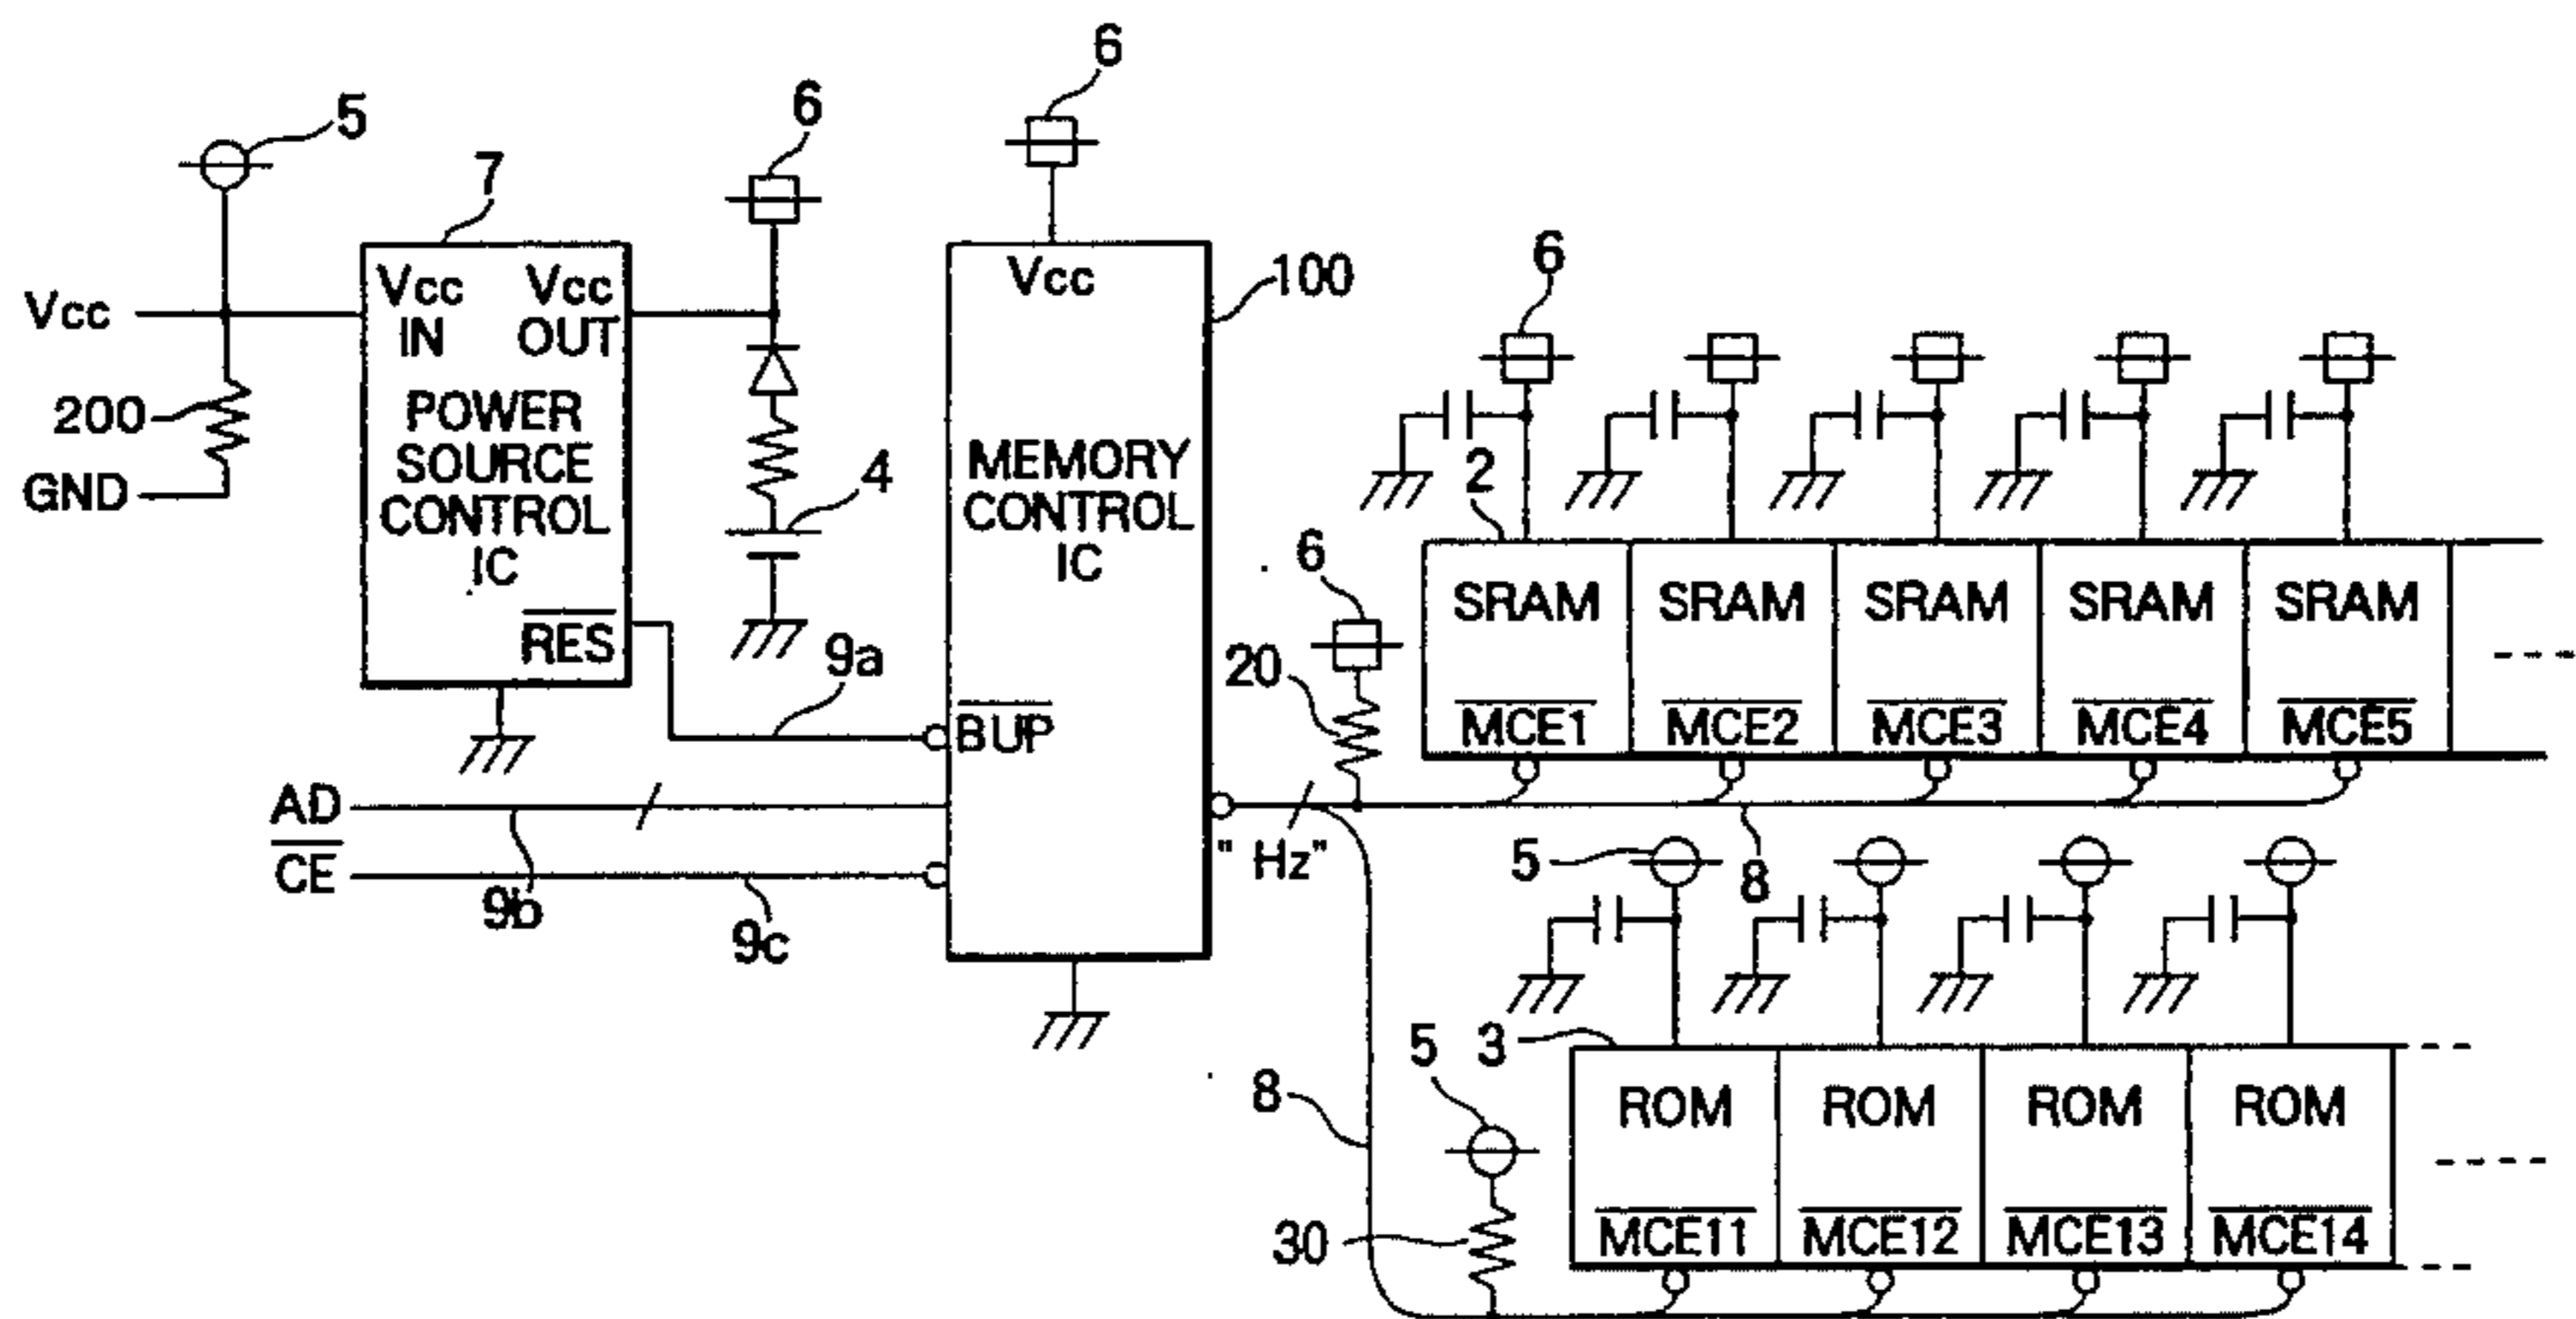 6
5
6
7
Vcc
Vcc IN
Vcc OUT
200
GND
POWER SOURCE CONTROL IC
RES
4
9a
Vcc
100
MEMORY CONTROL IC
BUP
AD
CE
9b
9c
"Hz"
6
2
6
20
SRAM SRAM SRAM SRAM SRAM
MCE1 MCE2 MCE3 MCE4 MCE5
8
5
3
5
8
30
ROM ROM ROM ROM
MCE11 MCE12 MCE13 MCE14